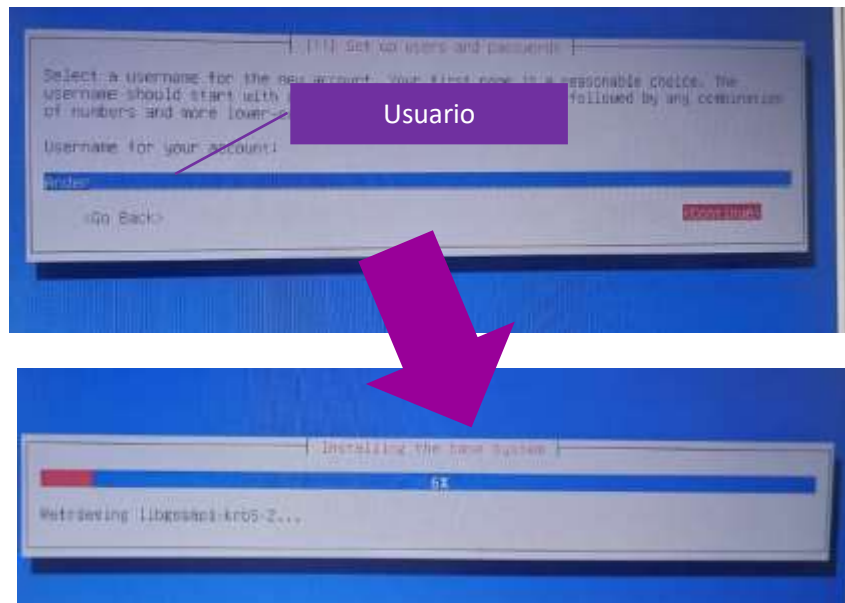 [!!] Set up users and passwords
Select a username for the new account. Your first name is a reasonable choice. The
username should start with followed by any combination
of numbers and more lower-
Usuario
Username for your account:
Ander
<Go Back>
<Continue>
Installing the base system
6%
Retrieving libgssapi-krb5-2...